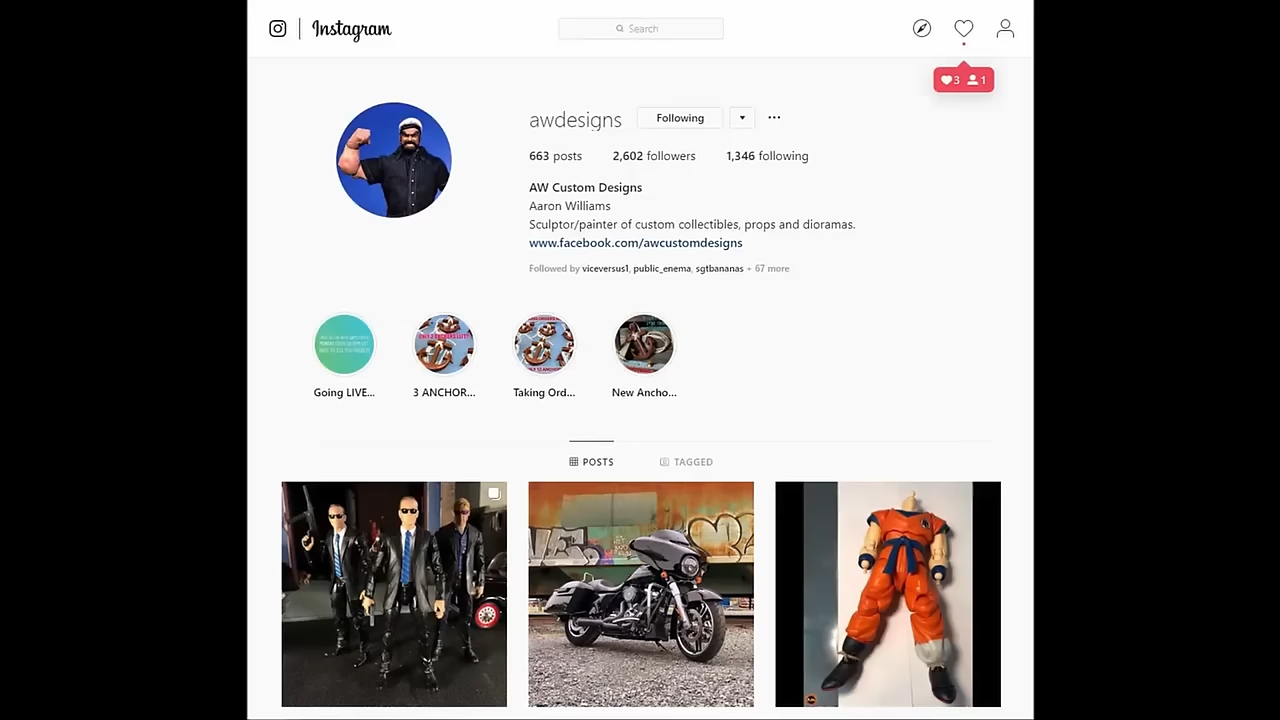 Instagram
Search
3 1
awdesigns Following
663 posts 2,602 followers 1,346 following
AW Custom Designs
Aaron Williams
Sculptor/painter of custom collectibles, props and dioramas.
www.facebook.com/awcustomdesigns
Followed by viceversus1, public_enema, sgtbananas + 67 more
Going LIVE... 3 ANCHOR... Taking Ord... New Ancho...
POSTS TAGGED